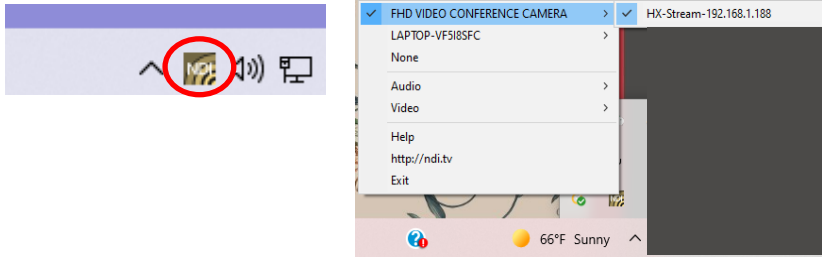 NDI
FHD VIDEO CONFERENCE CAMERA
HX-Stream-192.168.1.188
LAPTOP-VF5I8SFC
None
Audio
Video
Help
http://ndi.tv
Exit
66°F Sunny